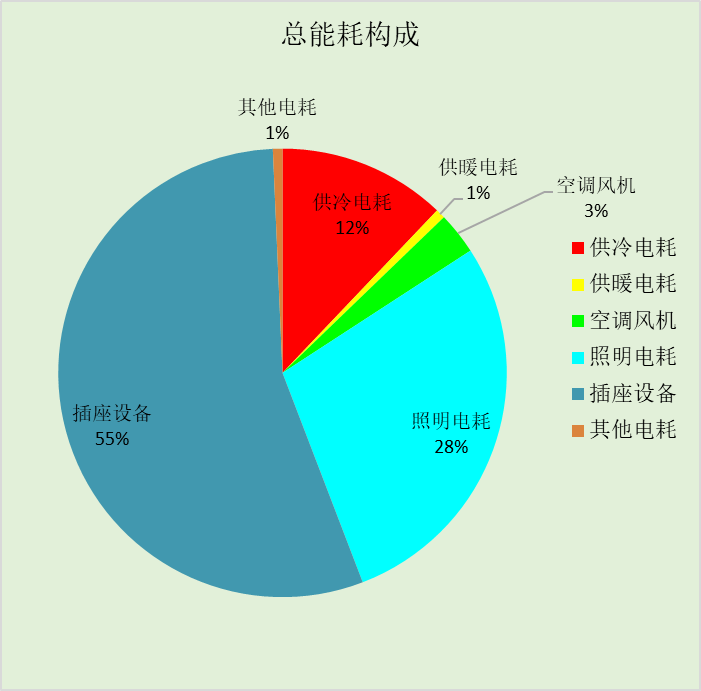 总能耗构成
其他电耗
1%
供暖电耗
1%
空调风机
3%
供冷电耗
12%
照明电耗
28%
插座设备
55%
供冷电耗
供暖电耗
空调风机
照明电耗
插座设备
其他电耗